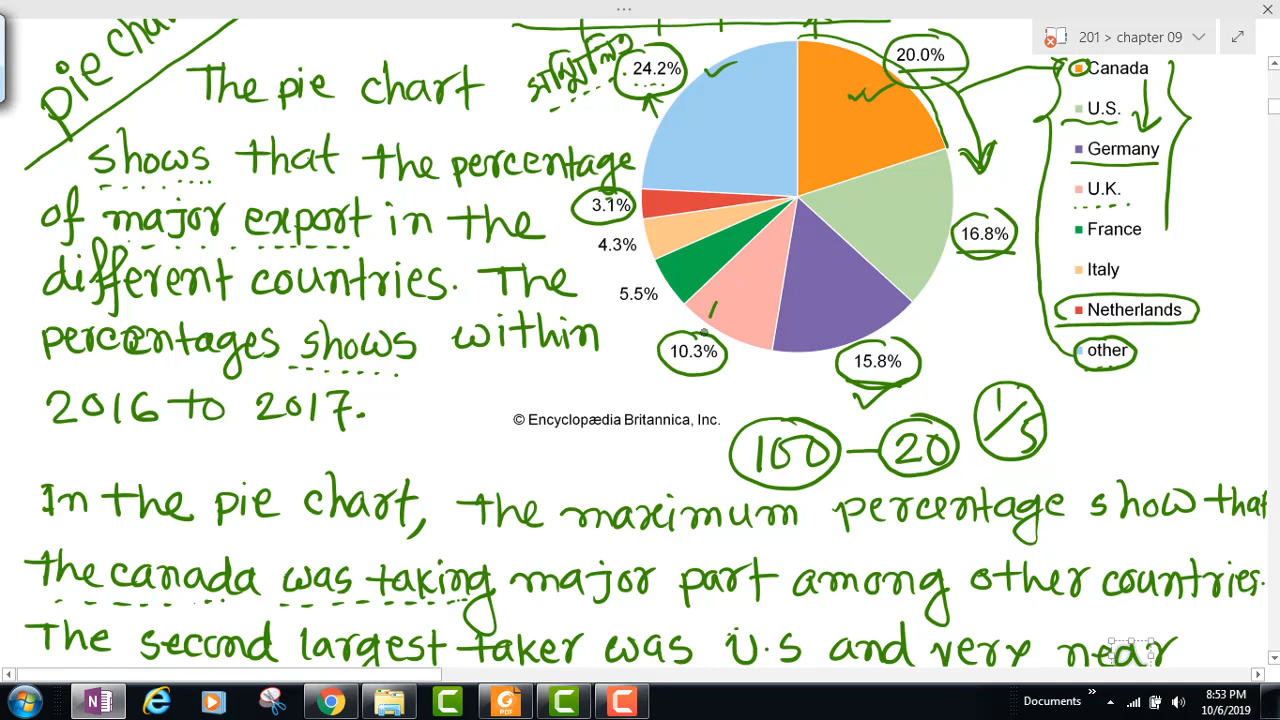 201 > chapter 09
Pie cha
The pie chart
shows that the percentage
of major export in the
different countries. The
percentages shows within
2016 to 2017.
24.2%
20.0%
16.8%
15.8%
10.3%
5.5%
4.3%
3.1%
Canada
U.S.
Germany
U.K.
France
Italy
Netherlands
other
© Encyclopædia Britannica, Inc.
100 - 20
1/5
In the pie chart, the maximum percentage show that
the canada was taking major part among other countries.
The second largest taker was U.S and very near
Documents
8:53 PM
10/6/2019